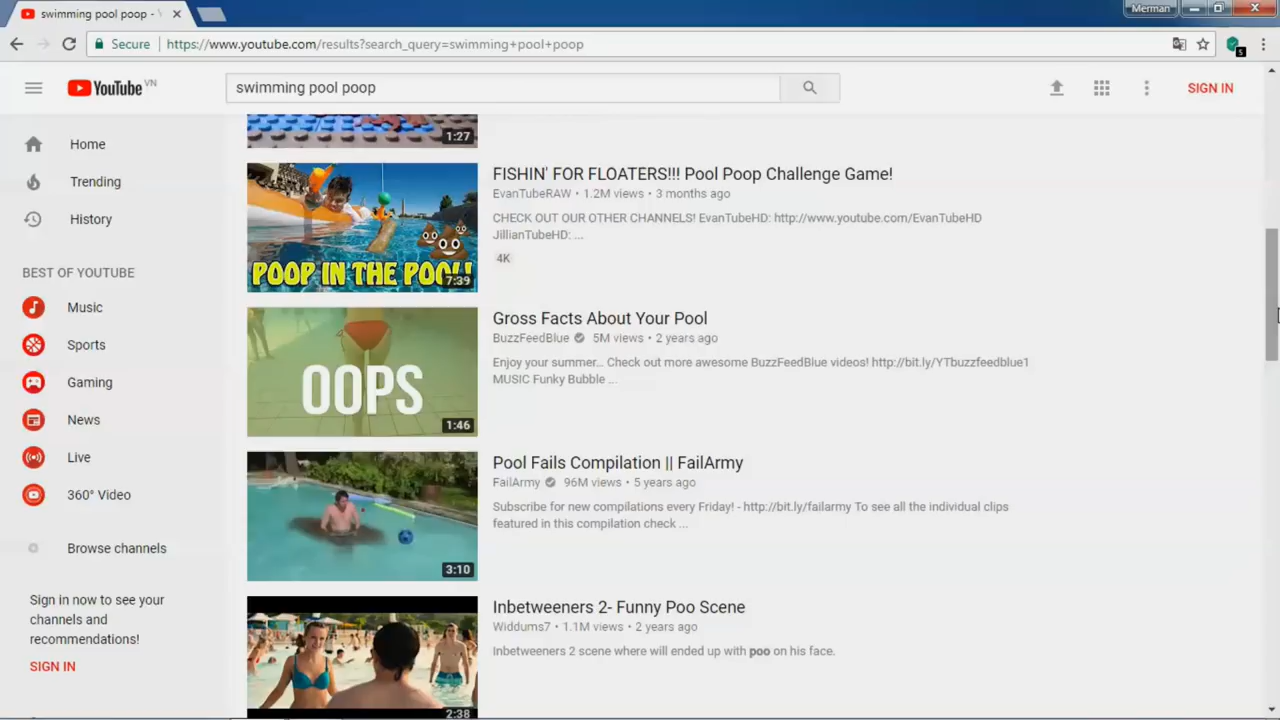 swimming pool poop -
Merman
Secure
https://www.youtube.com/results?search_query=swimming+pool+poop
5
YouTube VN
swimming pool poop
SIGN IN
Home
Trending
History
BEST OF YOUTUBE
Music
Sports
Gaming
News
Live
360° Video
Browse channels
Sign in now to see your
channels and
recommendations!
SIGN IN
1:27
POOP IN THE POOL!
7:39
FISHIN' FOR FLOATERS!!! Pool Poop Challenge Game!
EvanTubeRAW • 1.2M views • 3 months ago
CHECK OUT OUR OTHER CHANNELS! EvanTubeHD: http://www.youtube.com/EvanTubeHD
JillianTubeHD: ...
4K
OOPS
1:46
Gross Facts About Your Pool
BuzzFeedBlue 5M views • 2 years ago
Enjoy your summer... Check out more awesome BuzzFeedBlue videos! http://bit.ly/YTbuzzfeedblue1
MUSIC Funky Bubble ...
3:10
Pool Fails Compilation || FailArmy
FailArmy 96M views • 5 years ago
Subscribe for new compilations every Friday! - http://bit.ly/failarmy To see all the individual clips
featured in this compilation check ...
2:38
Inbetweeners 2- Funny Poo Scene
Widdums7 • 1.1M views • 2 years ago
Inbetweeners 2 scene where will ended up with poo on his face.